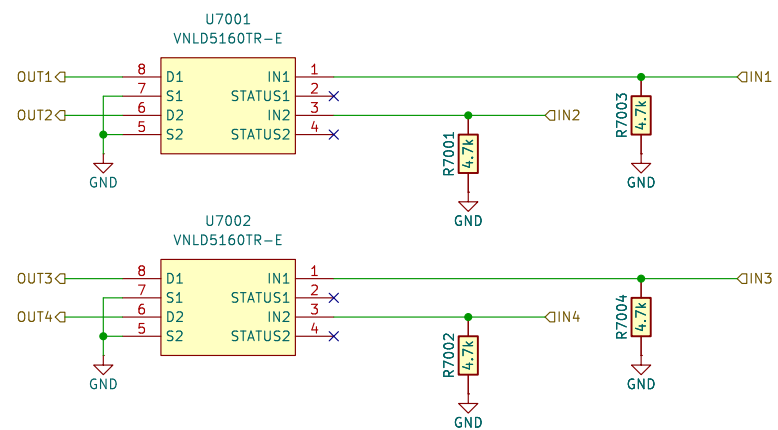 U7001
VNLD5160TR-E
OUT1 8 D1 IN1 1 IN1
7 S1 STATUS1 2
OUT2 6 D2 IN2 3 IN2
5 S2 STATUS2 4
R7001 4.7k
R7003 4.7k
GND
GND
GND
U7002
VNLD5160TR-E
OUT3 8 D1 IN1 1 IN3
7 S1 STATUS1 2
OUT4 6 D2 IN2 3 IN4
5 S2 STATUS2 4
R7002 4.7k
R7004 4.7k
GND
GND
GND